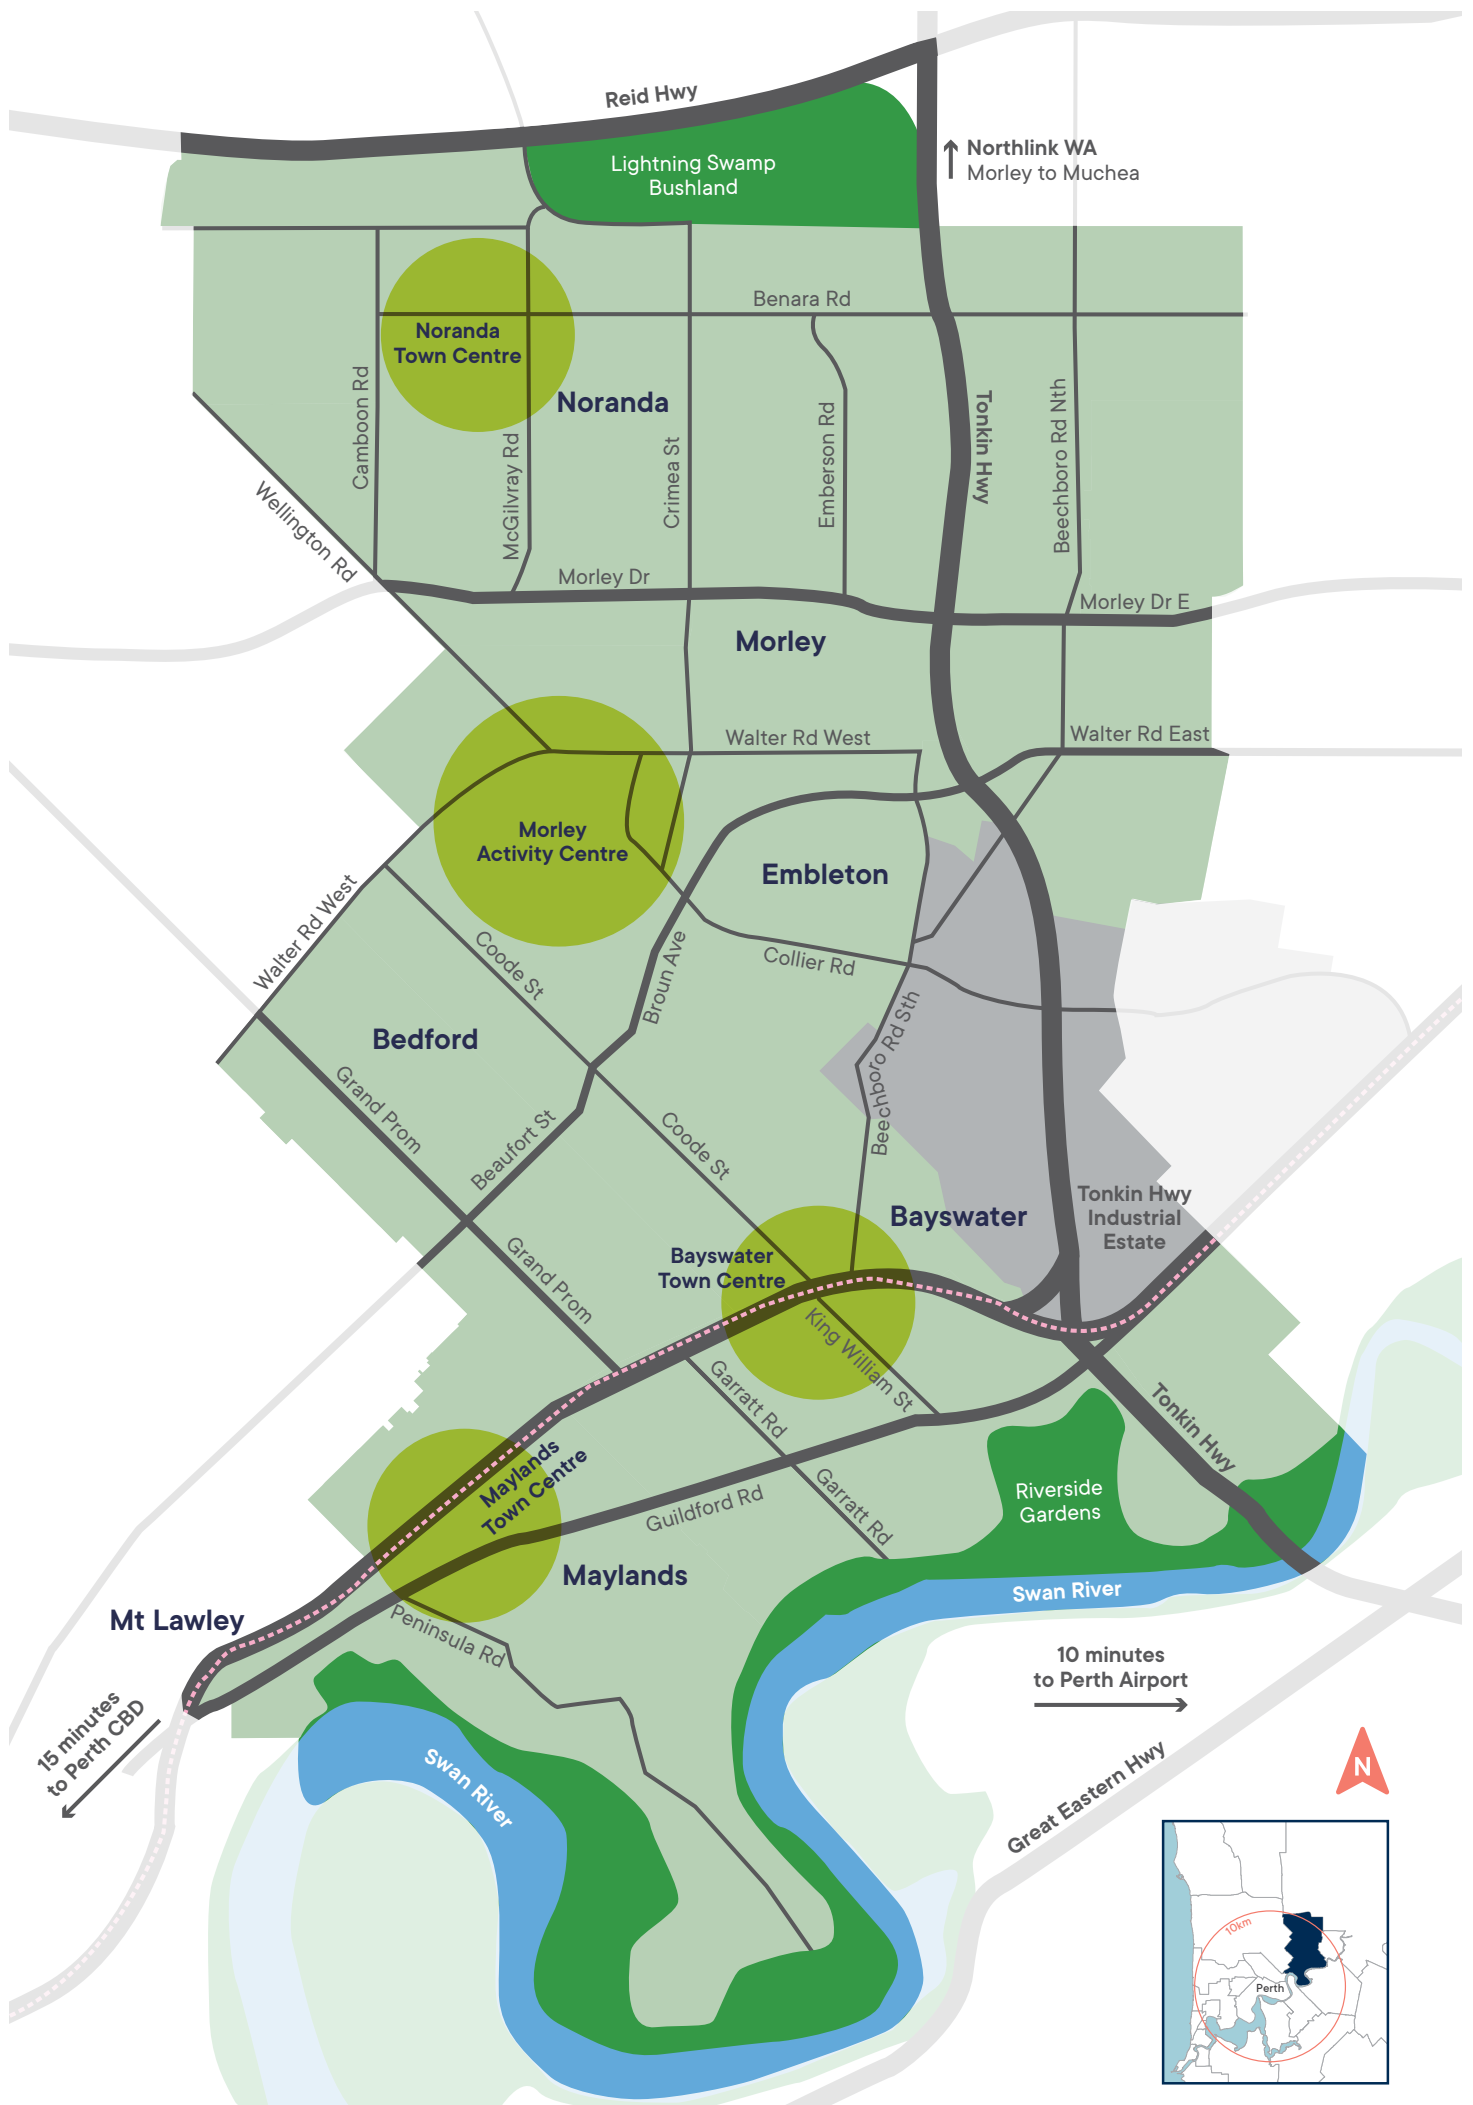 Reid Hwy
Lightning Swamp
Bushland
Northlink WA
Morley to Muchea
Benara Rd
Noranda
Town Centre
Noranda
Camboon Rd
McGilvray Rd
Crimea St
Emberson Rd
Tonkin Hwy
Beechboro Rd Nth
Wellington Rd
Morley Dr
Morley Dr E
Morley
Walter Rd West
Walter Rd East
Morley
Activity Centre
Embleton
Walter Rd West
Coode St
Broun Ave
Collier Rd
Beechboro Rd Sth
Bedford
Grand Prom
Beaufort St
Coode St
Tonkin Hwy
Industrial
Estate
Bayswater
Bayswater
Town Centre
Grand Prom
King William St
Garratt Rd
Tonkin Hwy
Maylands
Town Centre
Guildford Rd
Garratt Rd
Riverside
Gardens
Maylands
Swan River
Mt Lawley
Peninsula Rd
10 minutes
to Perth Airport
15 minutes
to Perth CBD
Swan River
Great Eastern Hwy
N
10km
Perth